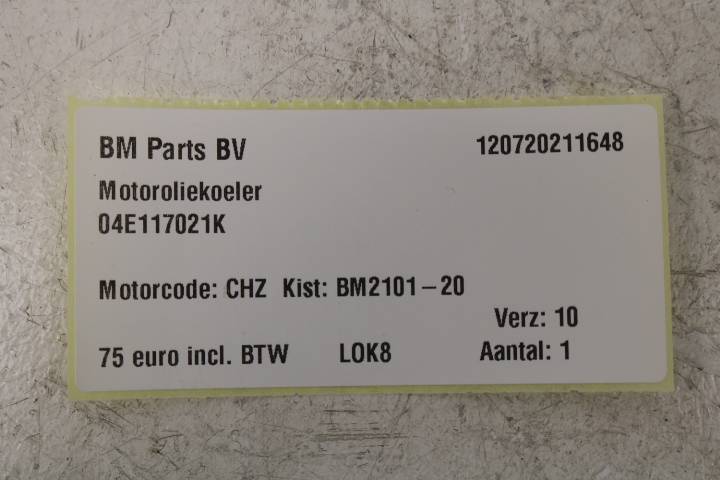 BM Parts BV 120720211648
Motoroliekoeler
04E117021K
Motorcode: CHZ Kist: BM2101-20
Verz: 10
75 euro incl. BTW LOK8 Aantal: 1